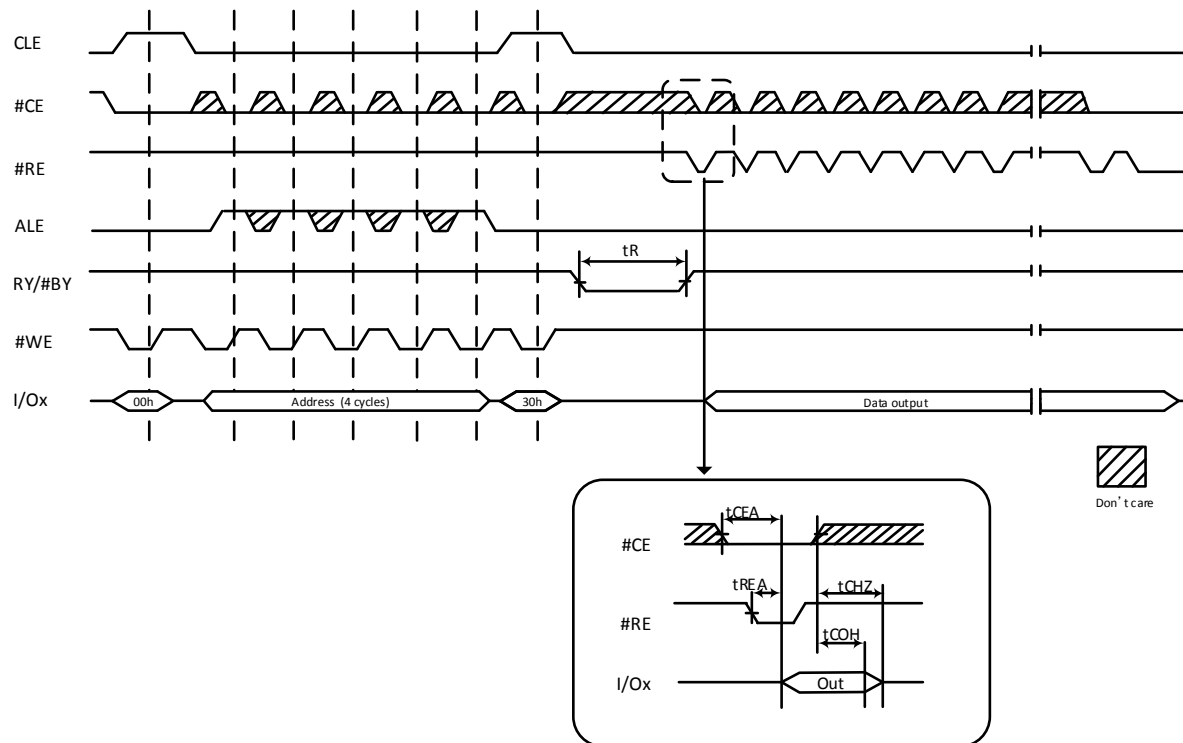 CLE
#CE
#RE
ALE
tR
RY/#BY
#WE
I/Ox
00h
Address (4 cycles)
30h
Data output
Don't care
tCEA
#CE
tREA
tCHZ
#RE
tCOH
I/Ox
Out